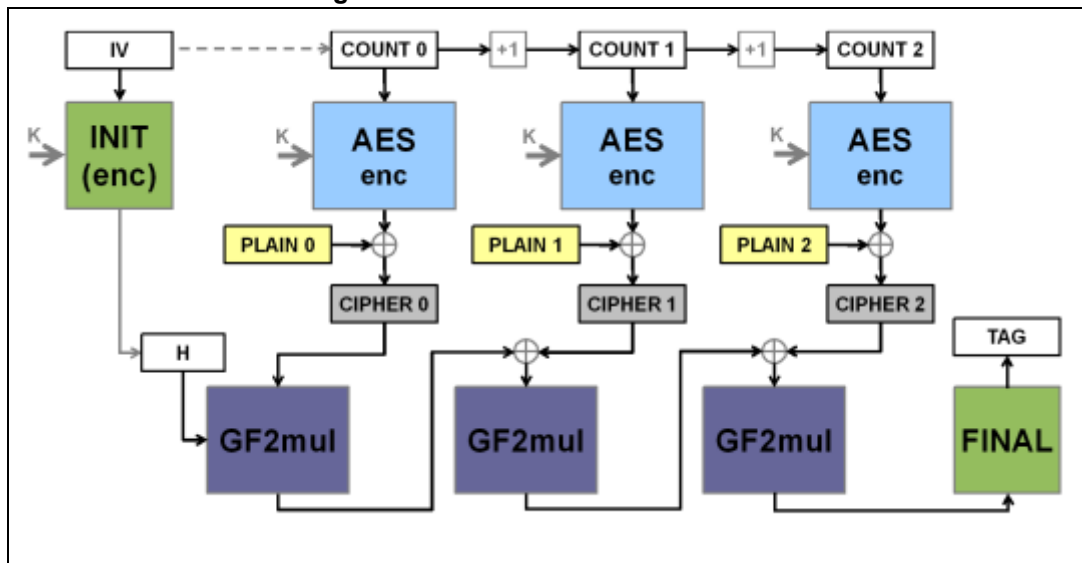 IV
COUNT 0
+1
COUNT 1
+1
COUNT 2
K
INIT
(enc)
K
AES
enc
K
AES
enc
K
AES
enc
PLAIN 0
PLAIN 1
PLAIN 2
CIPHER 0
CIPHER 1
CIPHER 2
H
TAG
GF2mul
GF2mul
GF2mul
FINAL